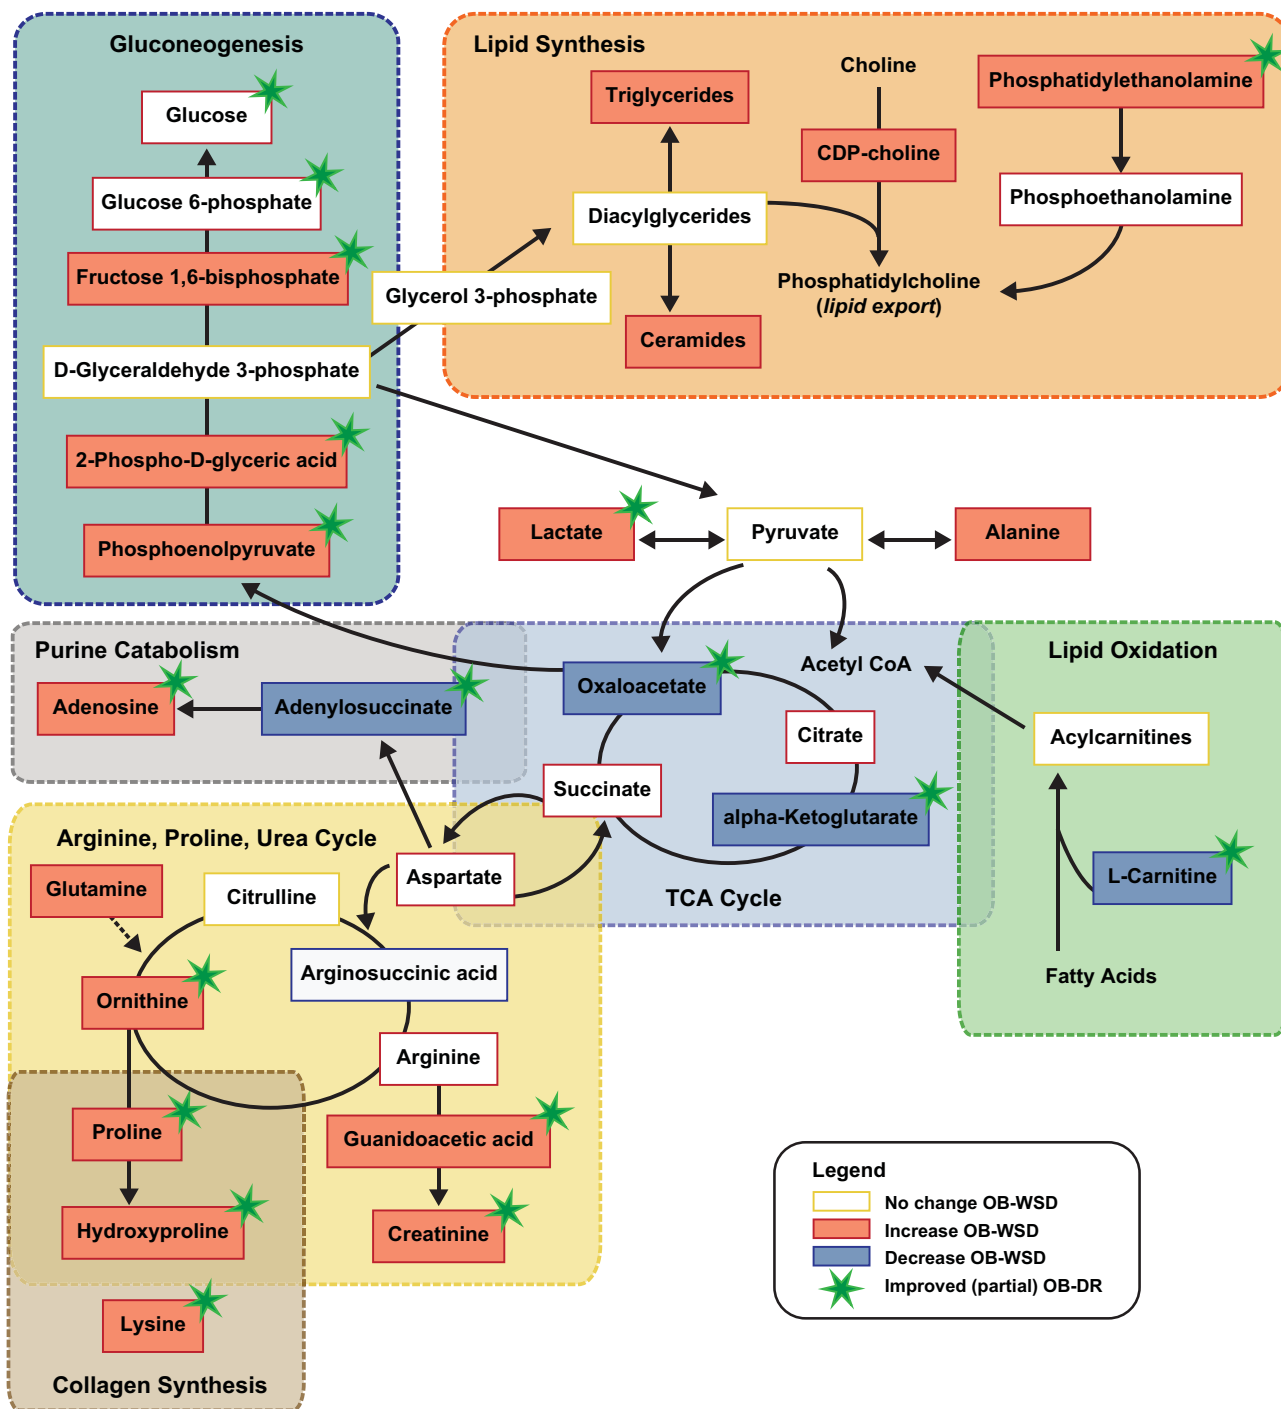 Gluconeogenesis
Glucose
Glucose 6-phosphate
Fructose 1,6-bisphosphate
D-Glyceraldehyde 3-phosphate
2-Phospho-D-glyceric acid
Phosphoenolpyruvate
Glycerol 3-phosphate
Lipid Synthesis
Triglycerides
Diacylglycerides
Ceramides
Choline
CDP-choline
Phosphatidylcholine
(lipid export)
Phosphatidylethanolamine
Phosphoethanolamine
Lactate
Pyruvate
Alanine
Purine Catabolism
Adenosine
Adenylosuccinate
Oxaloacetate
Acetyl CoA
Citrate
Succinate
alpha-Ketoglutarate
TCA Cycle
Lipid Oxidation
Acylcarnitines
L-Carnitine
Fatty Acids
Arginine, Proline, Urea Cycle
Glutamine
Citrulline
Aspartate
Arginosuccinic acid
Ornithine
Arginine
Proline
Guanidoacetic acid
Hydroxyproline
Creatinine
Lysine
Collagen Synthesis
Legend
No change OB-WSD
Increase OB-WSD
Decrease OB-WSD
Improved (partial) OB-DR